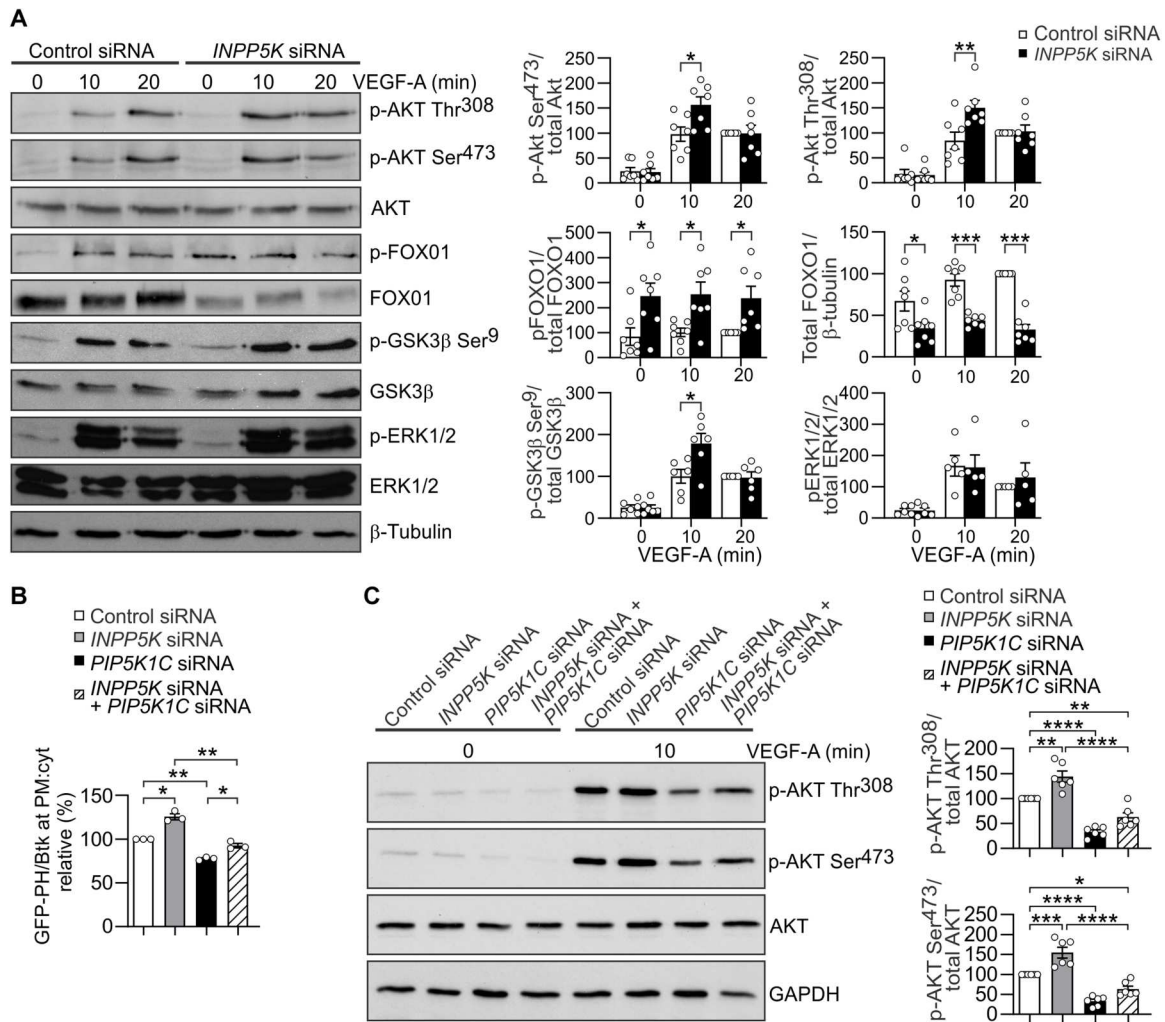 A
Control siRNA
INPP5K siRNA
0 10 20 0 10 20 VEGF-A (min)
p-AKT Thr308
p-AKT Ser473
AKT
p-FOX01
FOX01
p-GSK3β Ser9
GSK3β
p-ERK1/2
ERK1/2
β-Tubulin
Control siRNA
INPP5K siRNA
p-Akt Ser473/
total Akt
250
200
150
100
50
0
*
0 10 20
p-Akt Thr308/
total Akt
250
200
150
100
50
0
**
0 10 20
pFOXO1/
total FOXO1
500
400
300
200
100
0
* * *
0 10 20
Total FOXO1/
β-tubulin
150
100
50
0
* *** ***
0 10 20
p-GSK3β Ser9/
total GSK3β
300
200
100
0
*
0 10 20
VEGF-A (min)
pERK1/2/
total ERK1/2
400
300
200
100
0
0 10 20
VEGF-A (min)
B
Control siRNA
INPP5K siRNA
PIP5K1C siRNA
INPP5K siRNA
+ PIP5K1C siRNA
GFP-PH/Btk at PM:cyt
relative (%)
150
100
50
0
**
**
* *
C
Control siRNA
INPP5K siRNA
PIP5K1C siRNA
INPP5K siRNA +
PIP5K1C siRNA
Control siRNA
INPP5K siRNA
PIP5K1C siRNA
INPP5K siRNA +
PIP5K1C siRNA
0 10 VEGF-A (min)
p-AKT Thr308
p-AKT Ser473
AKT
GAPDH
Control siRNA
INPP5K siRNA
PIP5K1C siRNA
INPP5K siRNA
+ PIP5K1C siRNA
p-AKT Thr308/
total AKT
200
150
100
50
0
**
****
** ****
p-AKT Ser473/
total AKT
250
200
150
100
50
0
*
****
*** ****